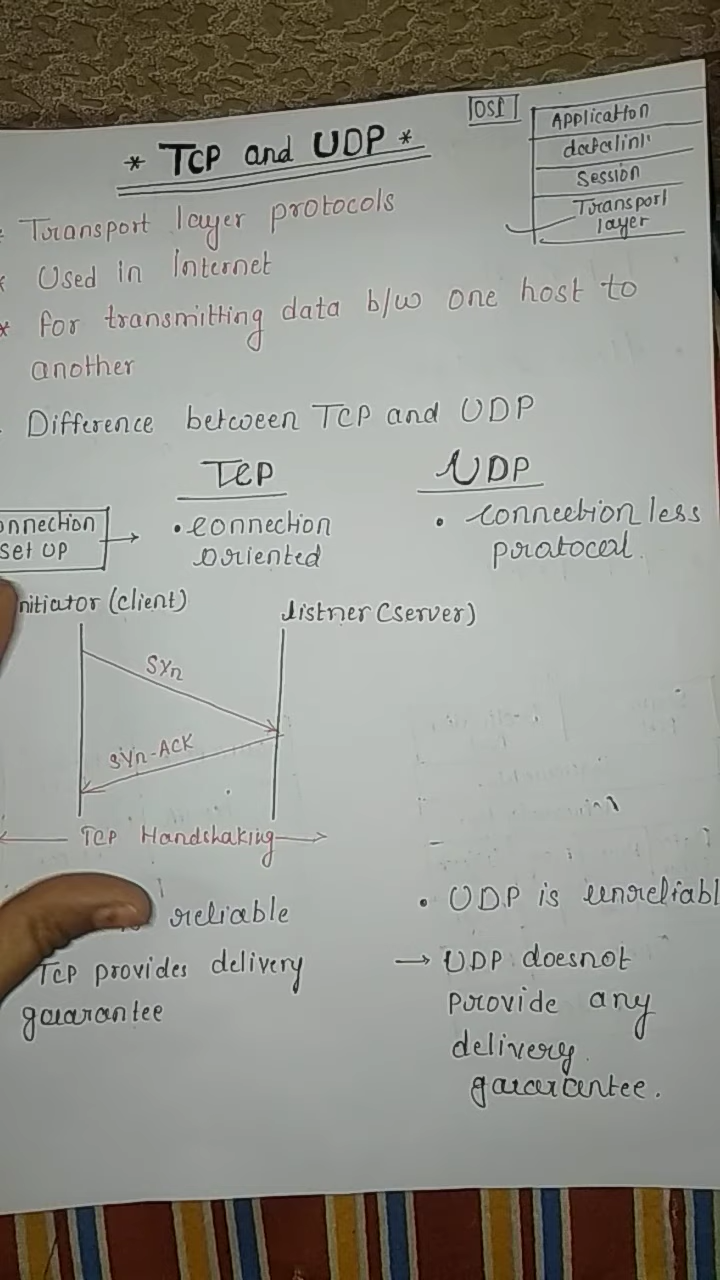 OSI
Application
datalink
Session
Transport
layer
* TCP and UDP *
* Transport layer protocols
* Used in Internet
* for transmitting data b/w one host to
another
Difference between TCP and UDP
TCP
UDP
onnection
set up
• connection
oriented
• connection less
protocol.
nitiator (client)
listner (server)
Syn
Syn-ACK
TCP Handshaking
reliable
TCP provides delivery
guarantee
• UDP is unreliabl
→ UDP doesnot
provide any
delivery
guarantee.